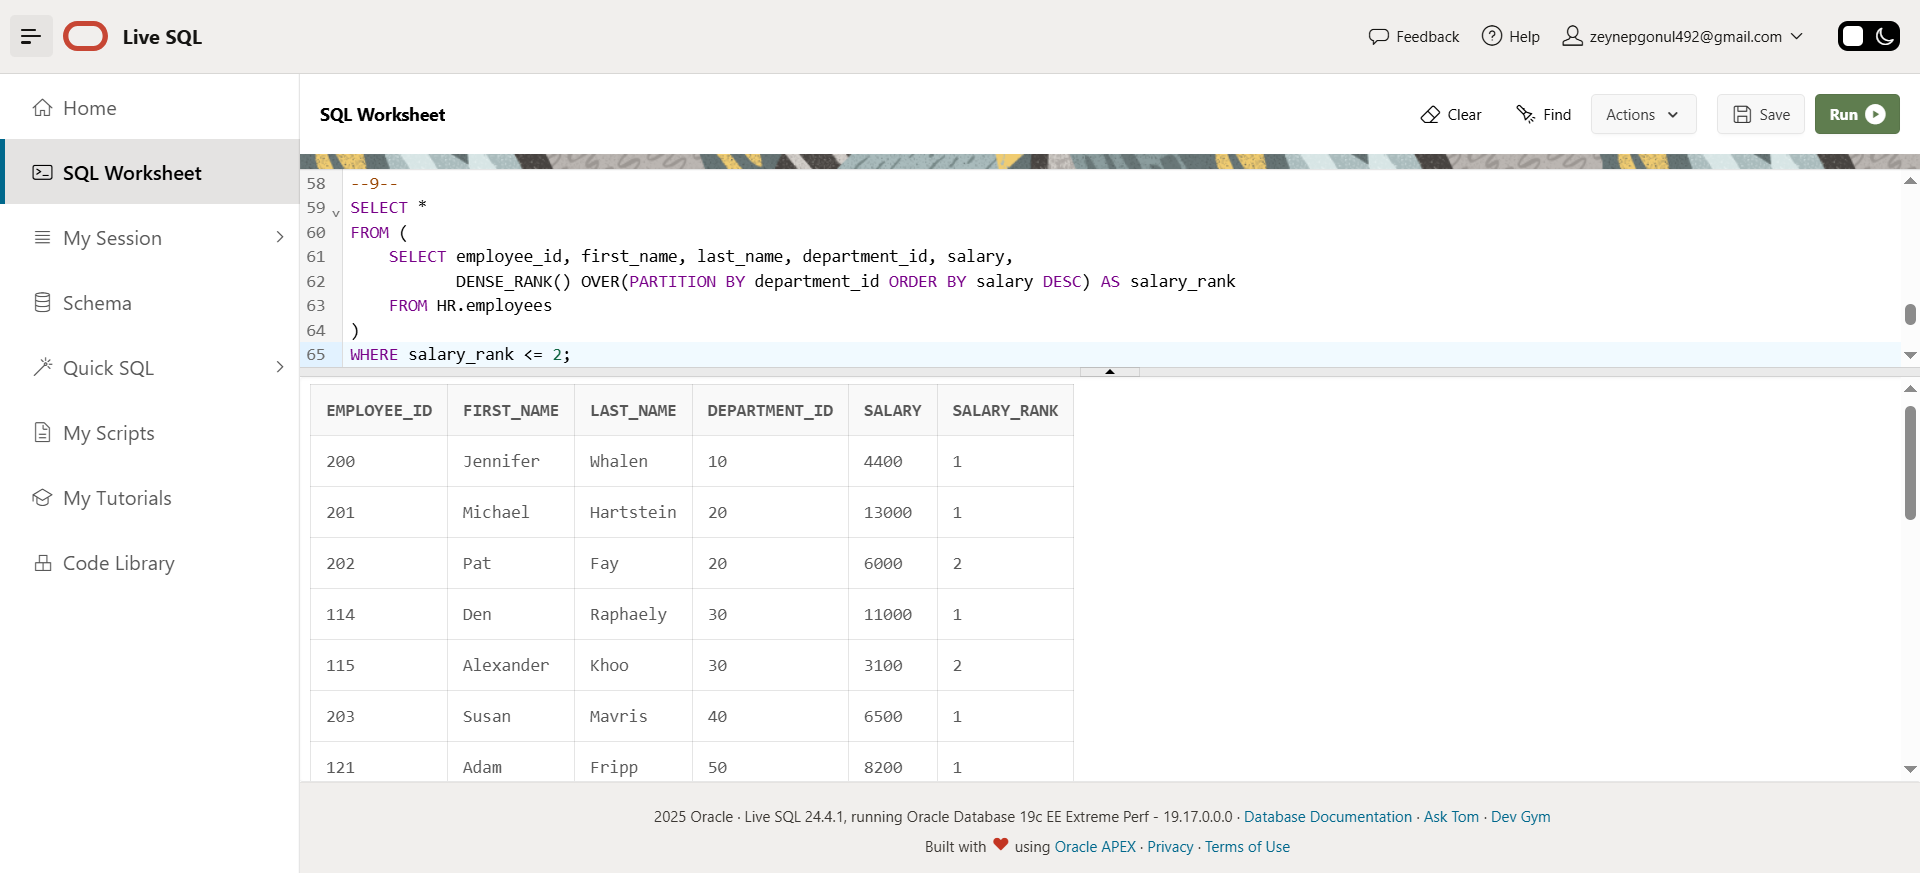 Live SQL
Feedback
Help
zeynepgonul492@gmail.com
Home
SQL Worksheet
My Session
Schema
Quick SQL
My Scripts
My Tutorials
Code Library
SQL Worksheet
Clear
Find
Actions
Save
Run
58 --9--
59 SELECT *
60 FROM (
61     SELECT employee_id, first_name, last_name, department_id, salary,
62            DENSE_RANK() OVER(PARTITION BY department_id ORDER BY salary DESC) AS salary_rank
63     FROM HR.employees
64 )
65 WHERE salary_rank <= 2;
EMPLOYEE_ID FIRST_NAME LAST_NAME DEPARTMENT_ID SALARY SALARY_RANK
200 Jennifer Whalen 10 4400 1
201 Michael Hartstein 20 13000 1
202 Pat Fay 20 6000 2
114 Den Raphaely 30 11000 1
115 Alexander Khoo 30 3100 2
203 Susan Mavris 40 6500 1
121 Adam Fripp 50 8200 1
2025 Oracle · Live SQL 24.4.1, running Oracle Database 19c EE Extreme Perf - 19.17.0.0.0 · Database Documentation · Ask Tom · Dev Gym
Built with ❤ using Oracle APEX · Privacy · Terms of Use